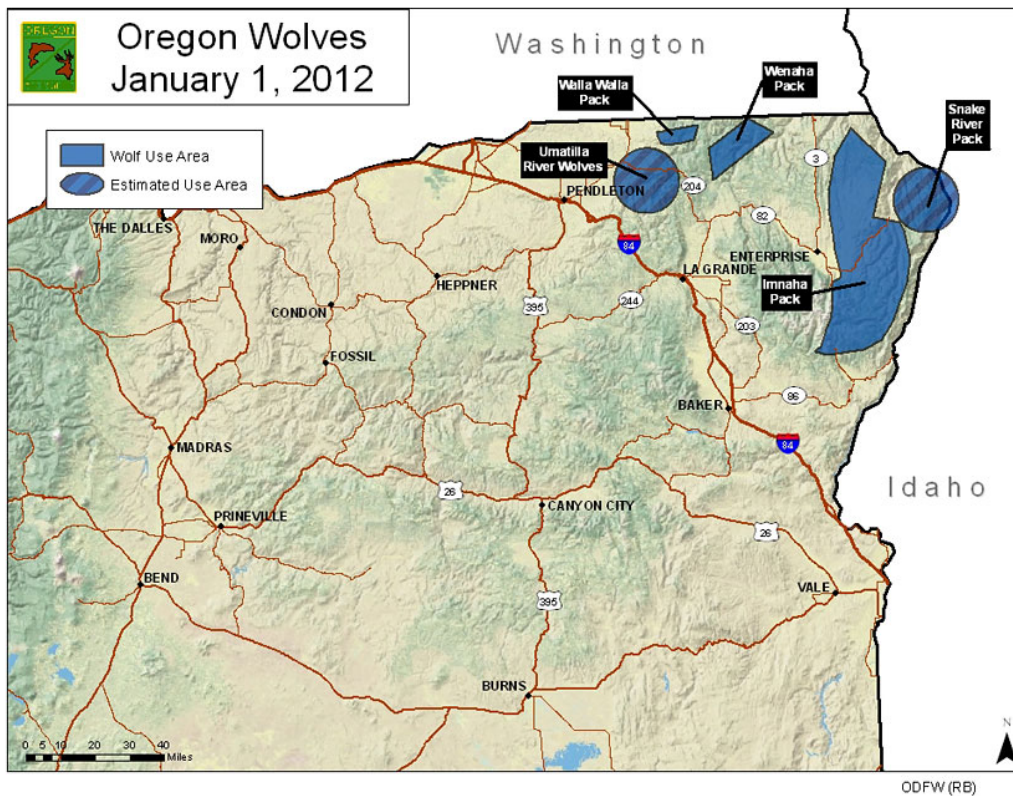 OREGON
Oregon Wolves
January 1, 2012
Washington
Wolf Use Area
Estimated Use Area
Walla Walla
Pack
Wenaha
Pack
Snake
River
Pack
Umatilla
River Wolves
3
204
PENDLETON
82
THE DALLES
MORO
84
ENTERPRISE
LA GRANDE
HEPPNER
Imnaha
Pack
CONDON
395
244
203
FOSSIL
86
BAKER
MADRAS
84
26
Idaho
CANYON CITY
PRINEVILLE
26
BEND
VALE
395
BURNS
N
0 5 10 20 30 40
Miles
ODFW (RB)